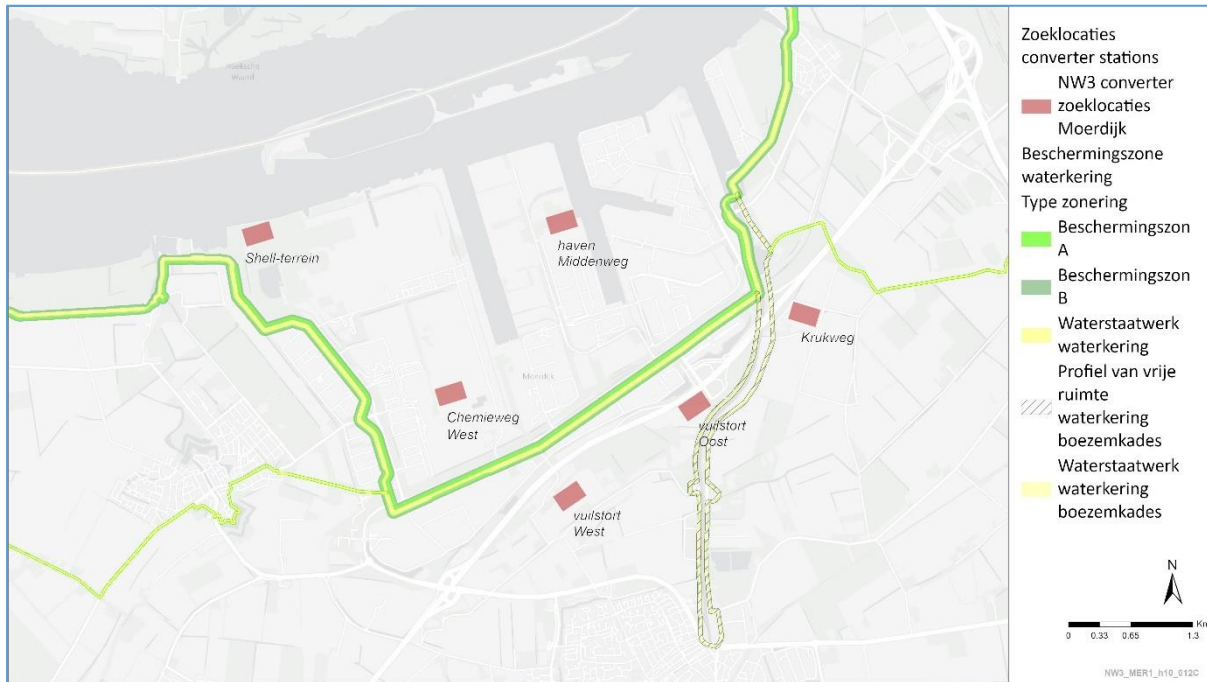 Zoeklocaties
converter stations
NW3 converter
zoeklocaties
Moerdijk
Beschermingszone
waterkering
Type zonering
Beschermingszon
A
Beschermingszon
B
Waterstaatwerk
waterkering
Profiel van vrije
ruimte
waterkering
boezemkades
Waterstaatwerk
waterkering
boezemkades
Shell-terrein
haven
Middenweg
Krukweg
Chemieweg
West
Moerdijk
vuilstort
Oost
vuilstort
West
N
Km
0 0.33 0.65 1.3
NW3_MER1_h10_012C